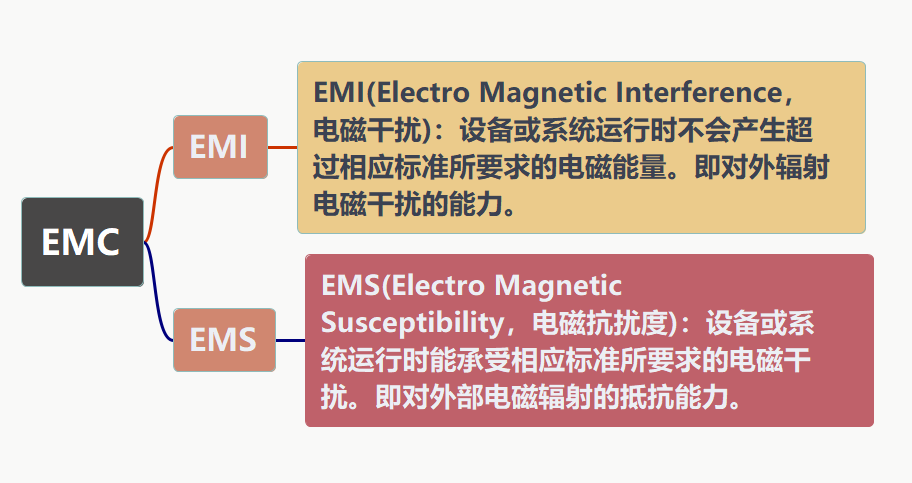 EMC
EMI
EMI(Electro Magnetic Interference，
电磁干扰)：设备或系统运行时不会产生超
过相应标准所要求的电磁能量。即对外辐射
电磁干扰的能力。
EMS
EMS(Electro Magnetic
Susceptibility，电磁抗扰度)：设备或系
统运行时能承受相应标准所要求的电磁干
扰。即对外部电磁辐射的抵抗能力。